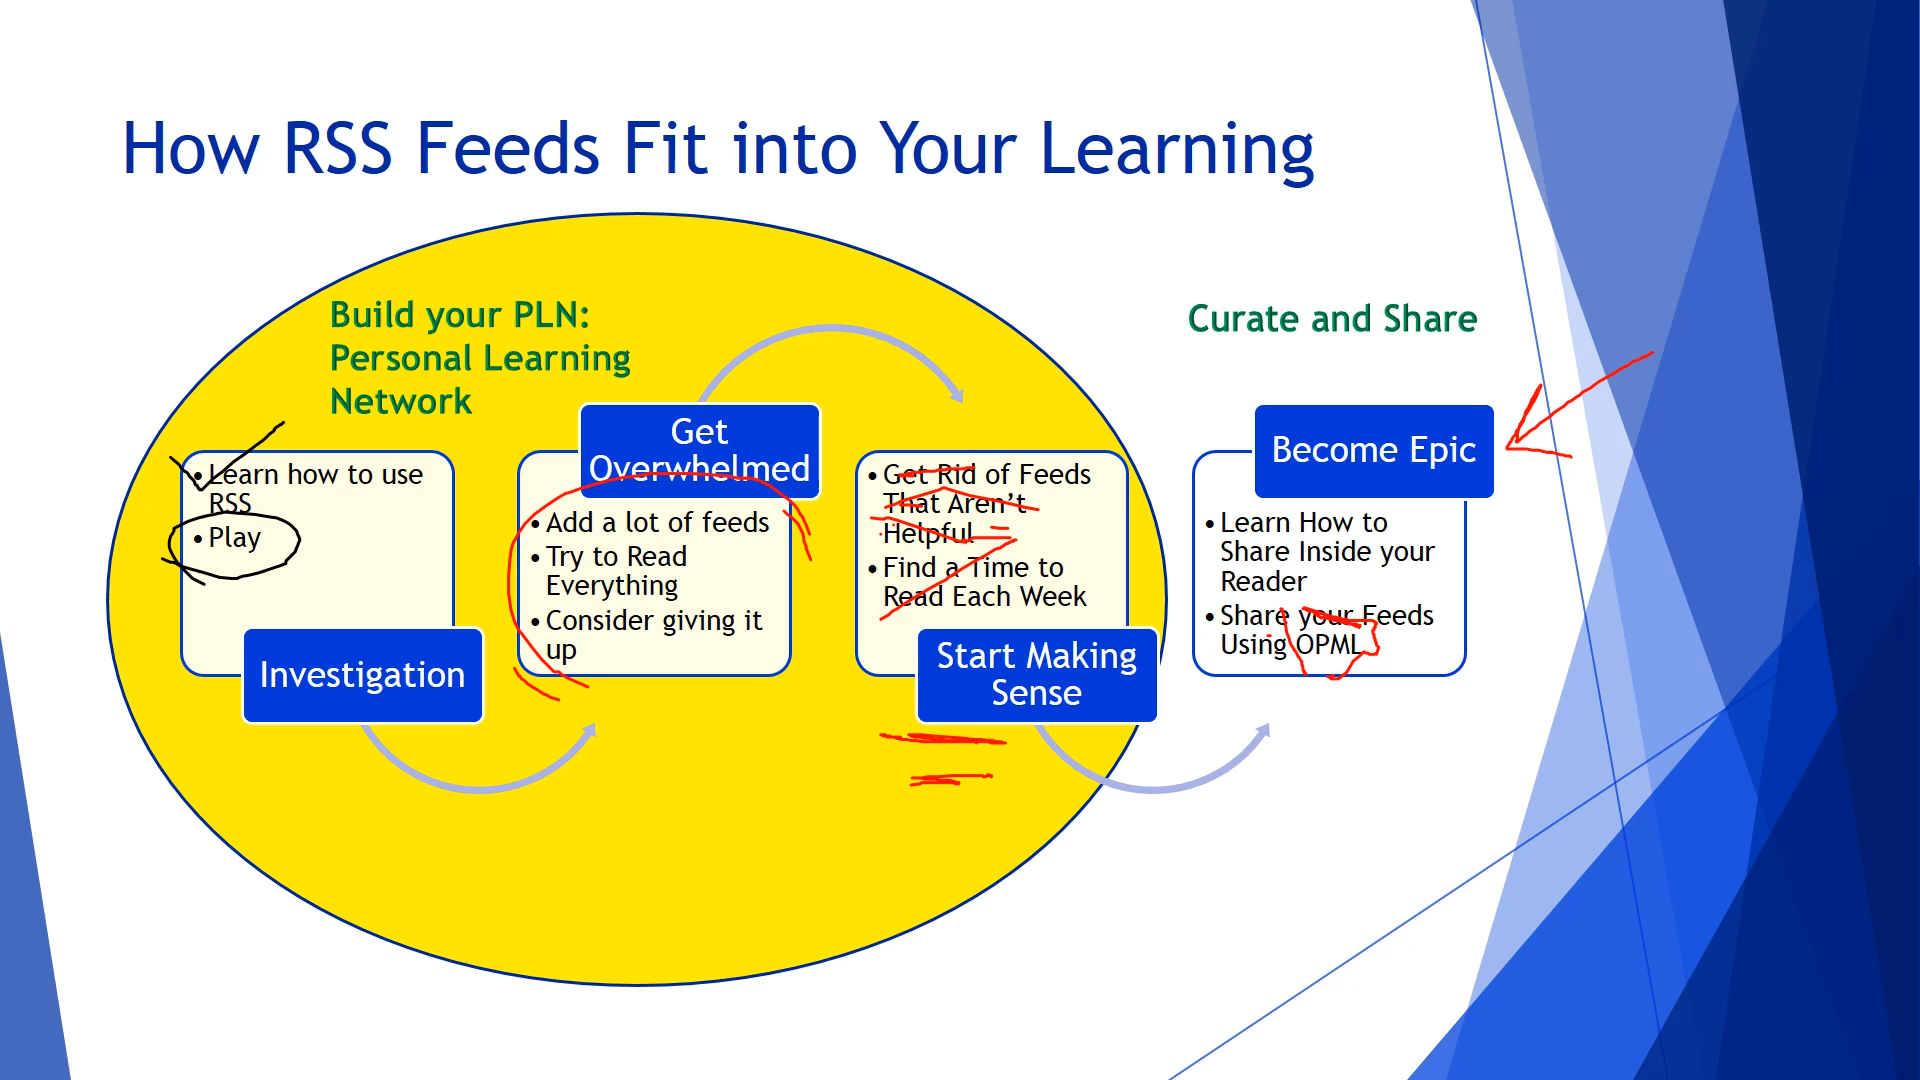 How RSS Feeds Fit into Your Learning
Build your PLN:
Personal Learning
Network
Curate and Share
• Learn how to use
RSS
• Play
Investigation
Get
Overwhelmed
• Add a lot of feeds
• Try to Read
Everything
• Consider giving it
up
• Get Rid of Feeds
That Aren't
Helpful
• Find a Time to
Read Each Week
Start Making
Sense
Become Epic
• Learn How to
Share Inside your
Reader
• Share your Feeds
Using OPML